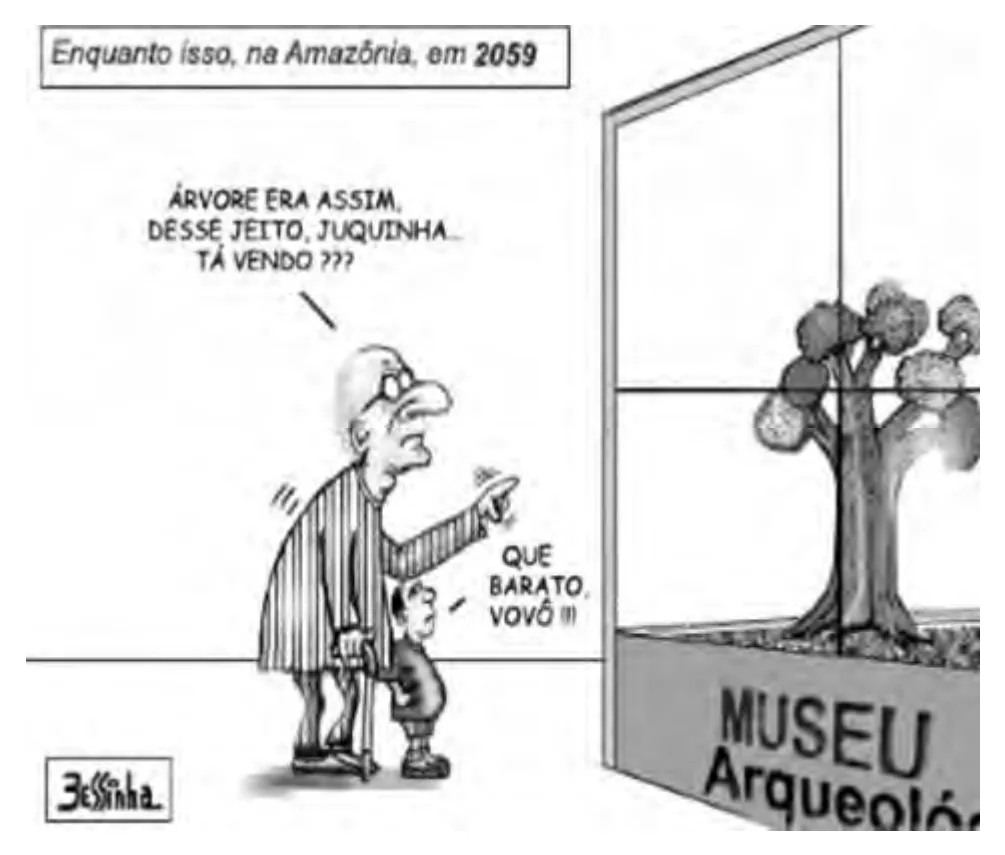 Enquanto isso, na Amazônia, em 2059
ÁRVORE ERA ASSIM,
DESSE JEITO, JUQUINHA...
TÁ VENDO ???
QUE
BARATO,
VOVÔ !!!
MUSEU
Arqueológ
Bessinha